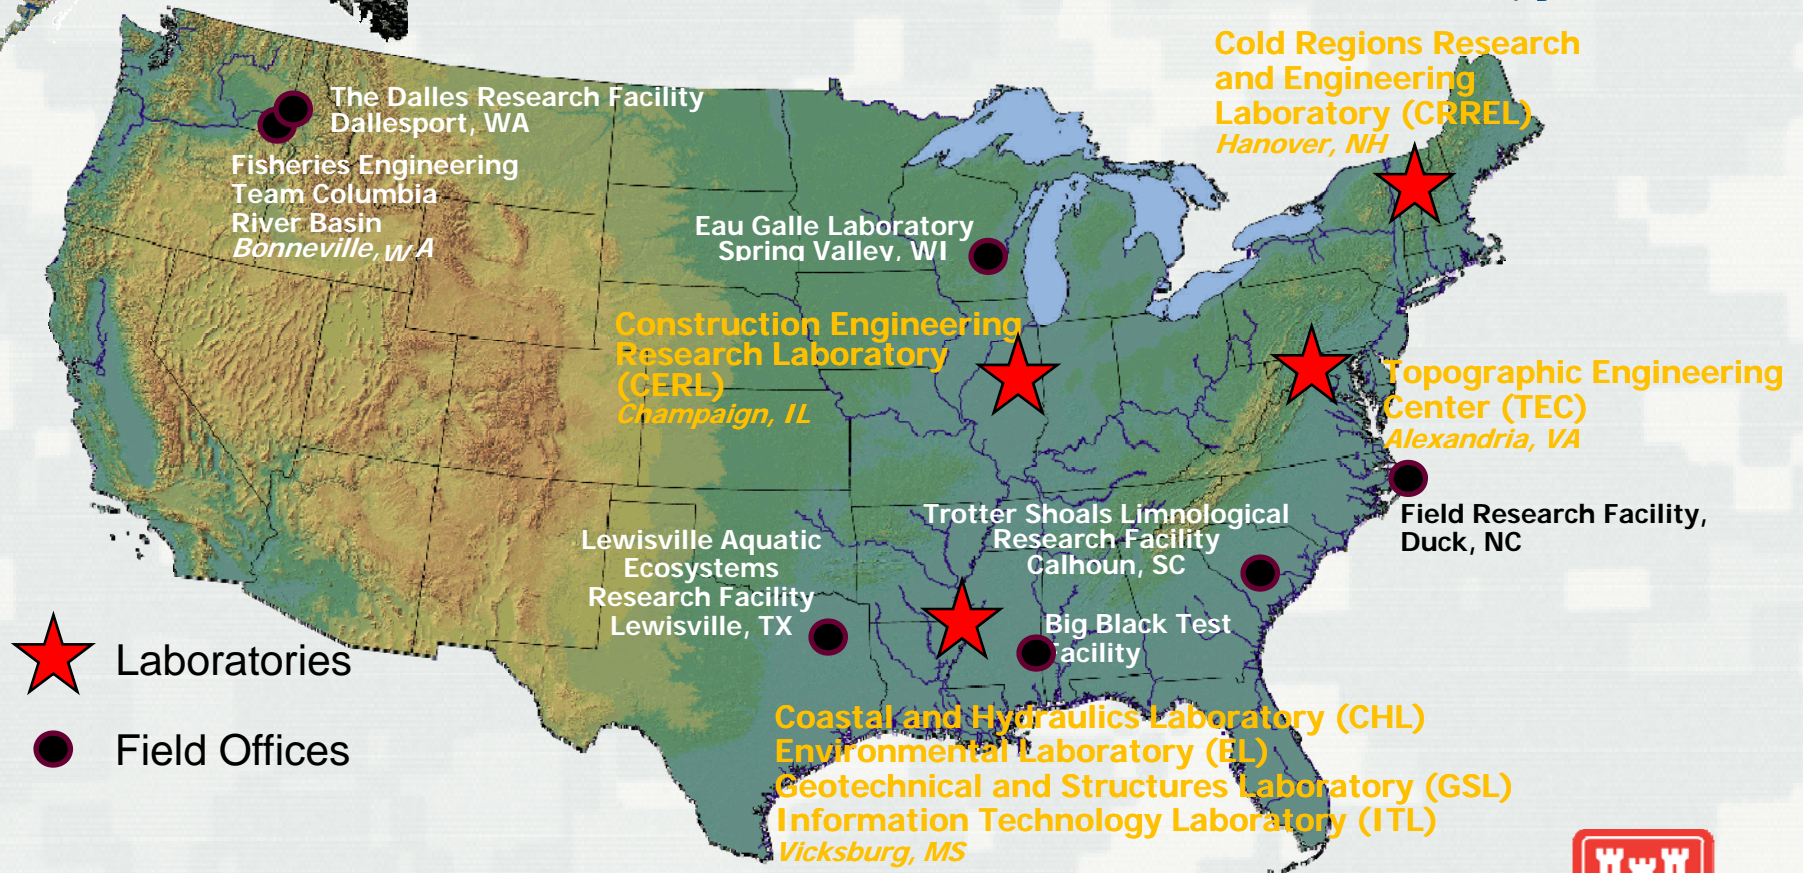 Cold Regions Research
and Engineering
Laboratory (CRREL)
Hanover, NH
The Dalles Research Facility
Dallesport, WA
Fisheries Engineering
Team Columbia
River Basin
Bonneville, WA
Eau Galle Laboratory
Spring Valley, WI
Construction Engineering
Research Laboratory
(CERL)
Champaign, IL
Topographic Engineering
Center (TEC)
Alexandria, VA
Field Research Facility,
Duck, NC
Trotter Shoals Limnological
Research Facility
Calhoun, SC
Lewisville Aquatic
Ecosystems
Research Facility
Lewisville, TX
Big Black Test
Facility
Laboratories
Field Offices
Coastal and Hydraulics Laboratory (CHL)
Environmental Laboratory (EL)
Geotechnical and Structures Laboratory (GSL)
Information Technology Laboratory (ITL)
Vicksburg, MS